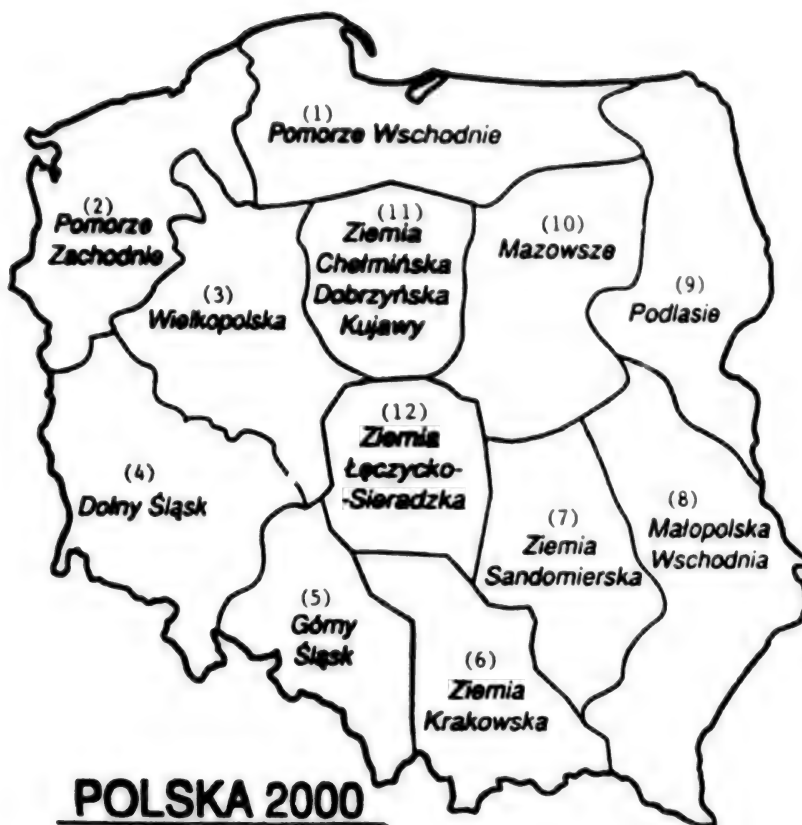 (1)
Pomorze Wschodnie
(2)
Pomorze
Zachodnie
(3)
Wielkopolska
(11)
Ziemia
Chełmińska
Dobrzyńska
Kujawy
(10)
Mazowsze
(9)
Podlasie
(4)
Dolny Śląsk
(12)
Ziemia
Łęczycko-
-Sieradzka
(7)
Ziemia
Sandomierska
(8)
Małopolska
Wschodnia
(5)
Górny
Śląsk
(6)
Ziemia
Krakowska
POLSKA 2000